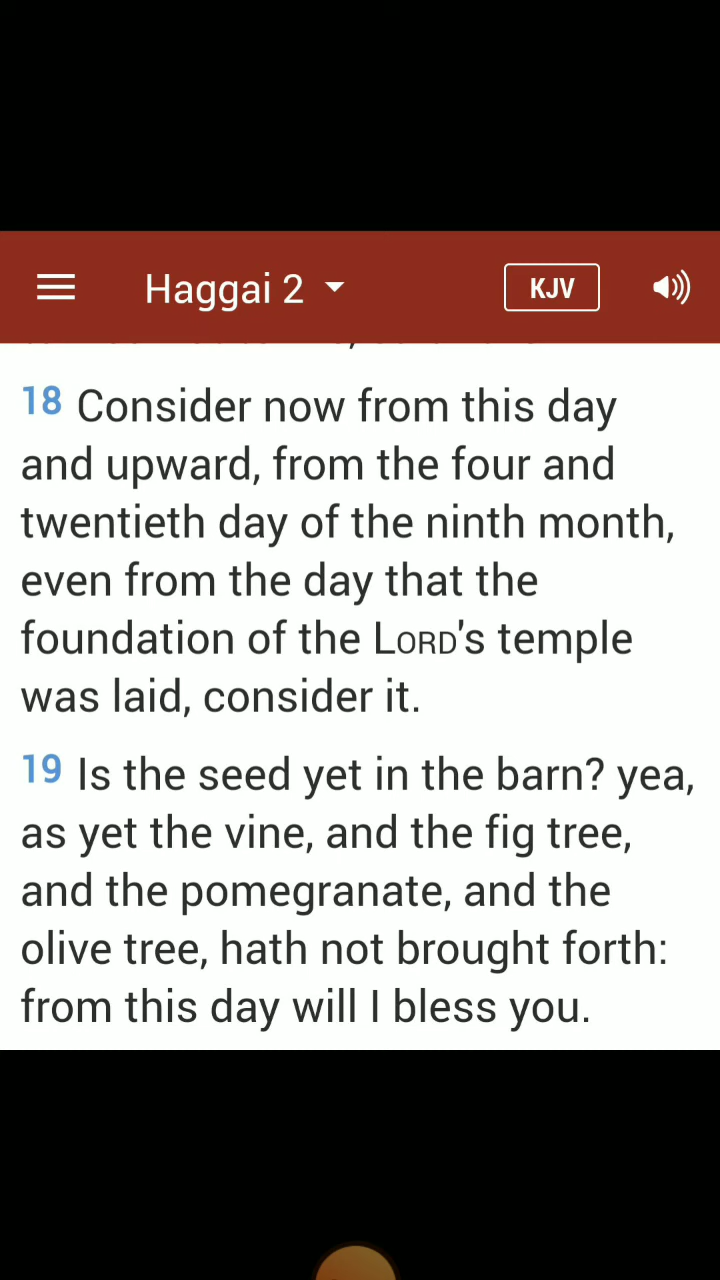 Haggai 2 KJV
18 Consider now from this day
and upward, from the four and
twentieth day of the ninth month,
even from the day that the
foundation of the LORD's temple
was laid, consider it.
19 Is the seed yet in the barn? yea,
as yet the vine, and the fig tree,
and the pomegranate, and the
olive tree, hath not brought forth:
from this day will I bless you.